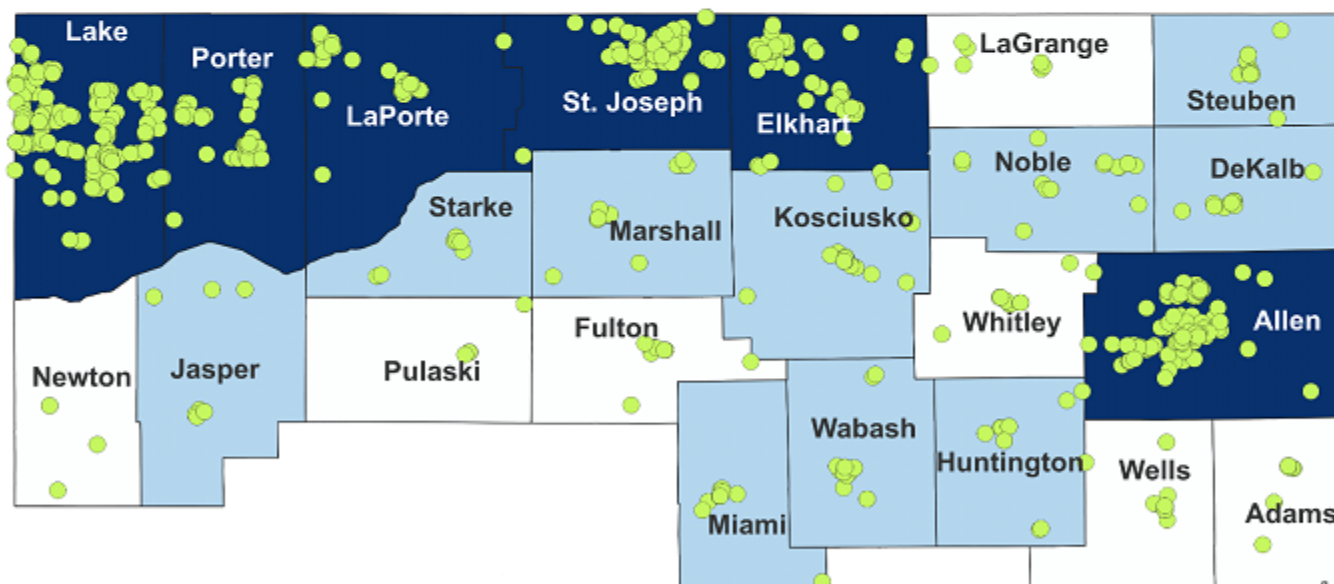 Lake
Porter
LaPorte
St. Joseph
Elkhart
LaGrange
Steuben
Noble
DeKalb
Starke
Marshall
Kosciusko
Whitley
Allen
Newton
Jasper
Pulaski
Fulton
Wabash
Huntington
Wells
Miami
Adams